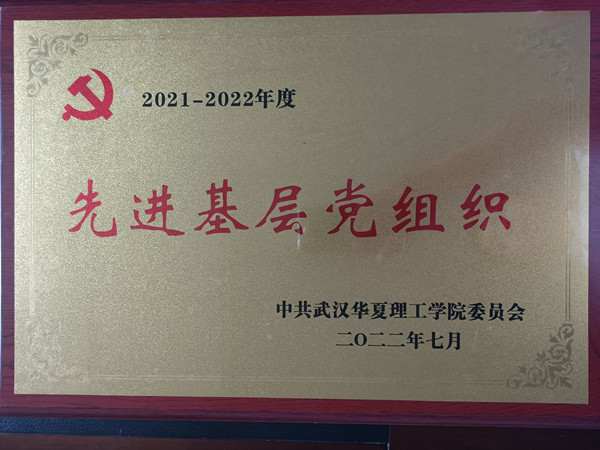 2021-2022年度
先进基层党组织
中共武汉华夏理工学院委员会
二〇二二年七月